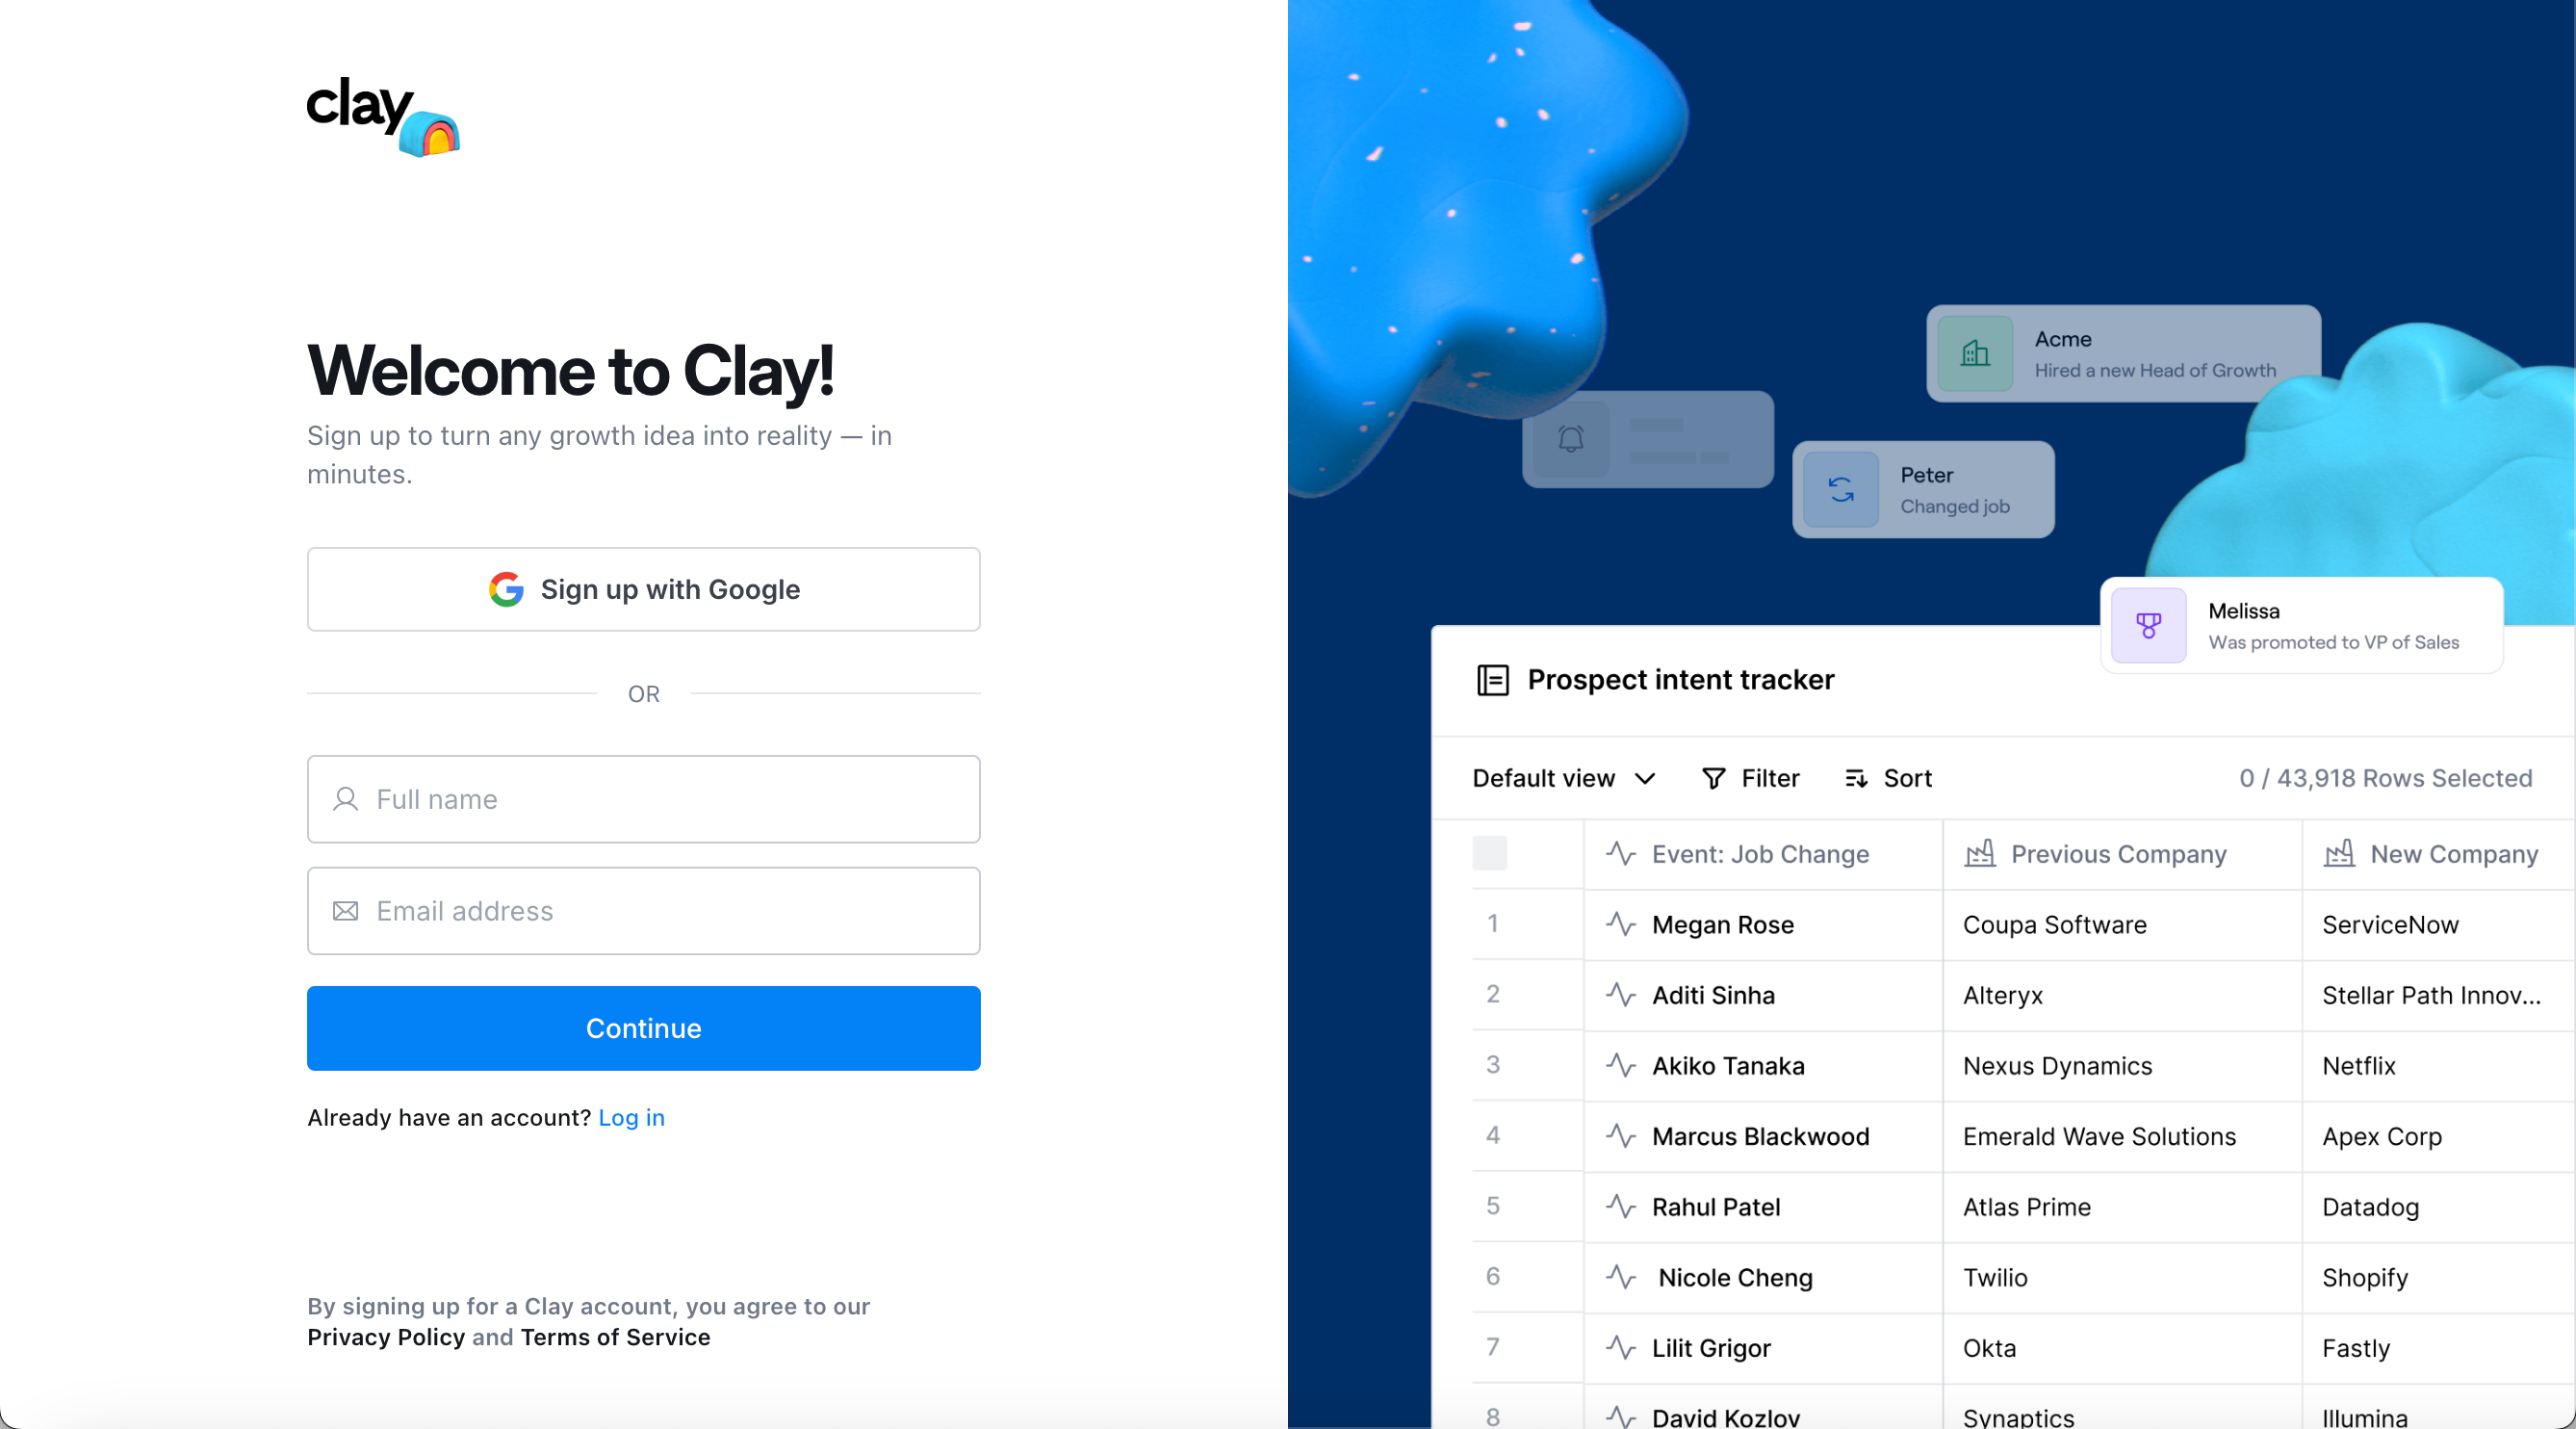 clay
Welcome to Clay!
Sign up to turn any growth idea into reality — in
minutes.
Sign up with Google
OR
Full name
Email address
Continue
Already have an account? Log in
By signing up for a Clay account, you agree to our
Privacy Policy and Terms of Service
Acme
Hired a new Head of Growth
Peter
Changed job
Melissa
Was promoted to VP of Sales
Prospect intent tracker
Default view Filter Sort 0 / 43,918 Rows Selected
Event: Job Change Previous Company New Company
1 Megan Rose Coupa Software ServiceNow
2 Aditi Sinha Alteryx Stellar Path Innov...
3 Akiko Tanaka Nexus Dynamics Netflix
4 Marcus Blackwood Emerald Wave Solutions Apex Corp
5 Rahul Patel Atlas Prime Datadog
6 Nicole Cheng Twilio Shopify
7 Lilit Grigor Okta Fastly
8 David Kozlov Synaptics Illumina